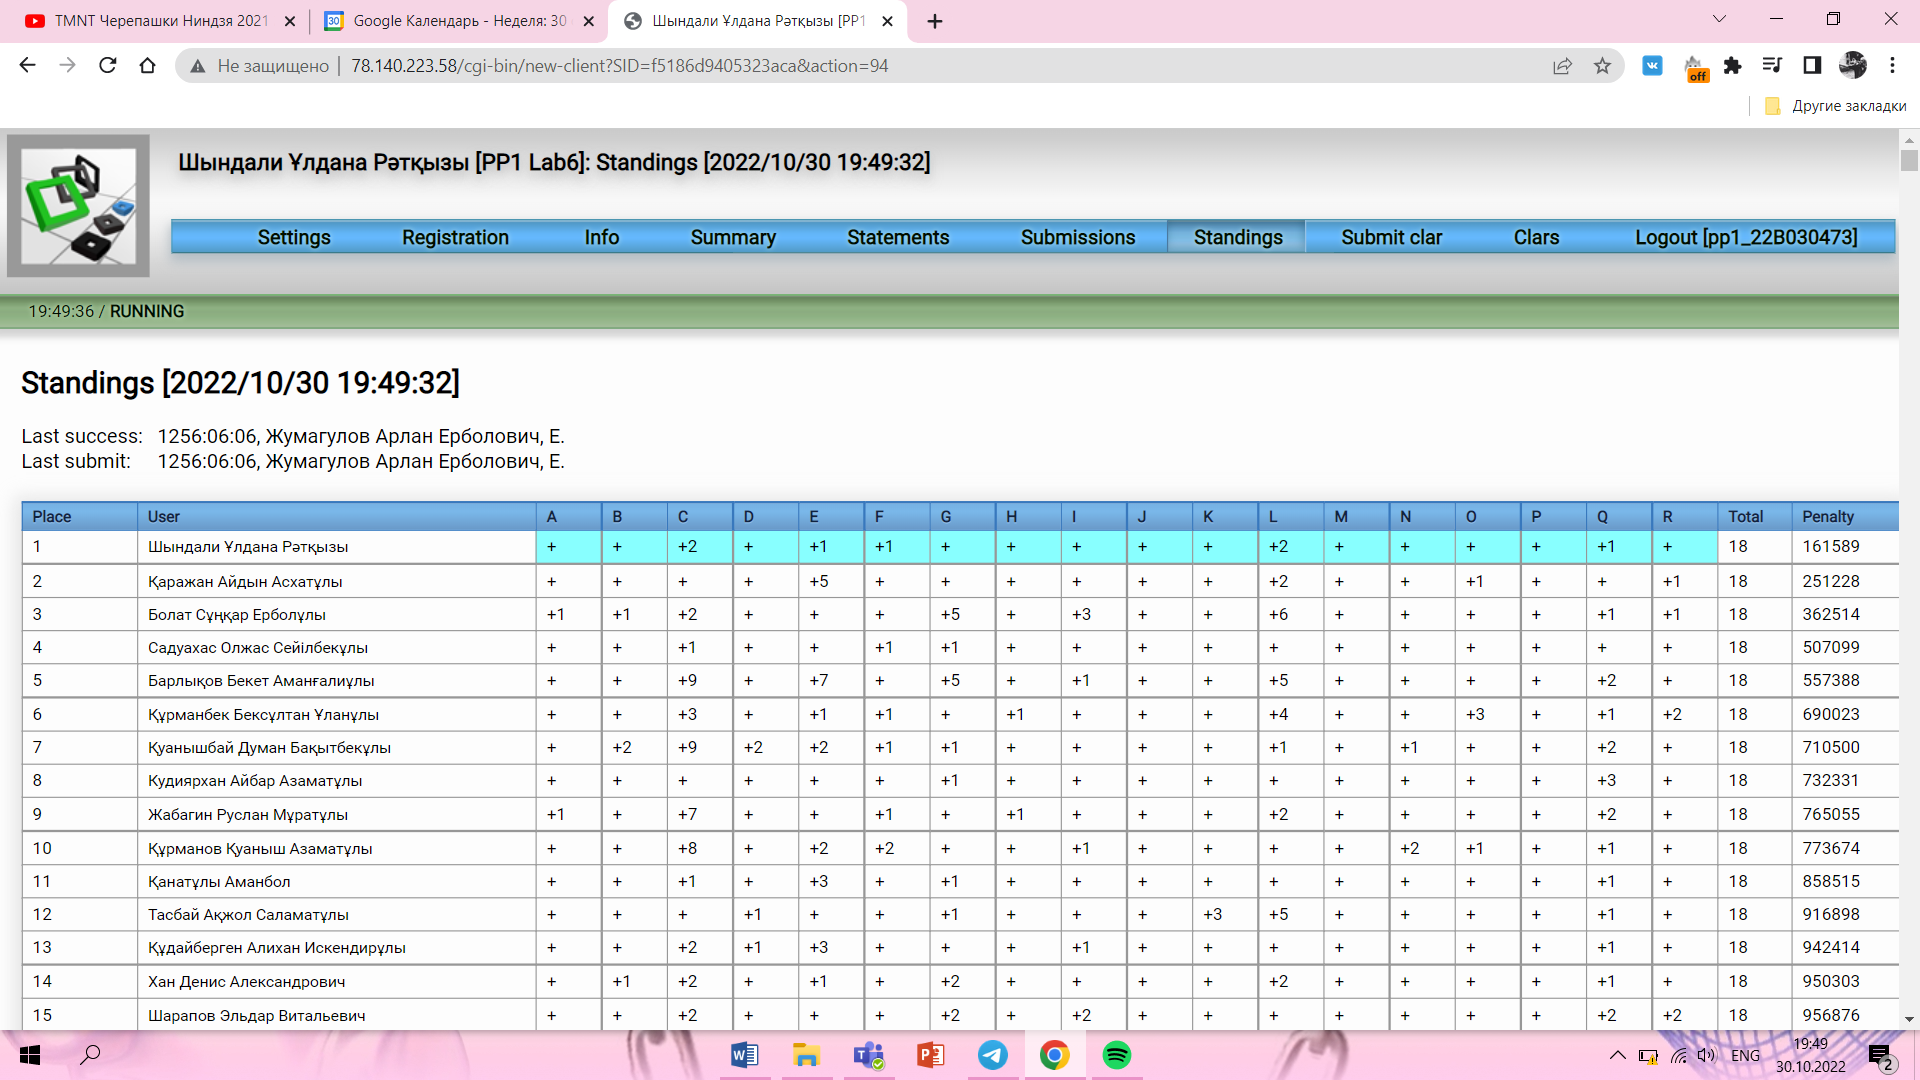 TMNT Черепашки Ниндзя 2021
Google Календарь - Неделя: 30
Шындали Ұлдана Рәтқызы [PP1
Не защищено 78.140.223.58/cgi-bin/new-client?SID=f5186d9405323aca&action=94
off
Другие закладки
Шындали Ұлдана Рәтқызы [PP1 Lab6]: Standings [2022/10/30 19:49:32]
Settings Registration Info Summary Statements Submissions Standings Submit clar Clars Logout [pp1_22B030473]
19:49:36 / RUNNING
Standings [2022/10/30 19:49:32]
Last success: 1256:06:06, Жумагулов Арлан Ерболович, E.
Last submit: 1256:06:06, Жумагулов Арлан Ерболович, E.
Place User A B C D E F G H I J K L M N O P Q R Total Penalty
1 Шындали Ұлдана Рәтқызы + + +2 + +1 +1 + + + + + +2 + + + + +1 + 18 161589
2 Қаражан Айдын Асхатұлы + + + + +5 + + + + + + +2 + + +1 + + +1 18 251228
3 Болат Сұңқар Ерболұлы +1 +1 +2 + + + +5 + +3 + + +6 + + + + +1 +1 18 362514
4 Садуахас Олжас Сейілбекұлы + + +1 + + +1 +1 + + + + + + + + + + + 18 507099
5 Барлықов Бекет Аманғалиұлы + + +9 + +7 + +5 + +1 + + +5 + + + + +2 + 18 557388
6 Құрманбек Бексұлтан Ұланұлы + + +3 + +1 +1 + +1 + + + +4 + + +3 + +1 +2 18 690023
7 Қуанышбай Думан Бақытбекұлы + +2 +9 +2 +2 +1 +1 + + + + +1 + +1 + + +2 + 18 710500
8 Кудиярхан Айбар Азаматұлы + + + + + + +1 + + + + + + + + + +3 + 18 732331
9 Жабагин Руслан Мұратұлы +1 + +7 + + +1 + +1 + + + +2 + + + + +2 + 18 765055
10 Құрманов Қуаныш Азаматұлы + + +8 + +2 +2 + + +1 + + + + +2 +1 + +1 + 18 773674
11 Қанатұлы Аманбол + + +1 + +3 + +1 + + + + + + + + + +1 + 18 858515
12 Тасбай Ақжол Саламатұлы + + + +1 + + +1 + + + +3 +5 + + + + +1 + 18 916898
13 Құдайберген Алихан Искендирұлы + + +2 +1 +3 + + + +1 + + + + + + + +1 + 18 942414
14 Хан Денис Александрович + +1 +2 + +1 + +2 + + + + +2 + + + + +1 + 18 950303
15 Шарапов Эльдар Витальевич + + +2 + + + +2 + +2 + + + + + + + +2 +2 18 956876
ENG
19:49
30.10.2022
2